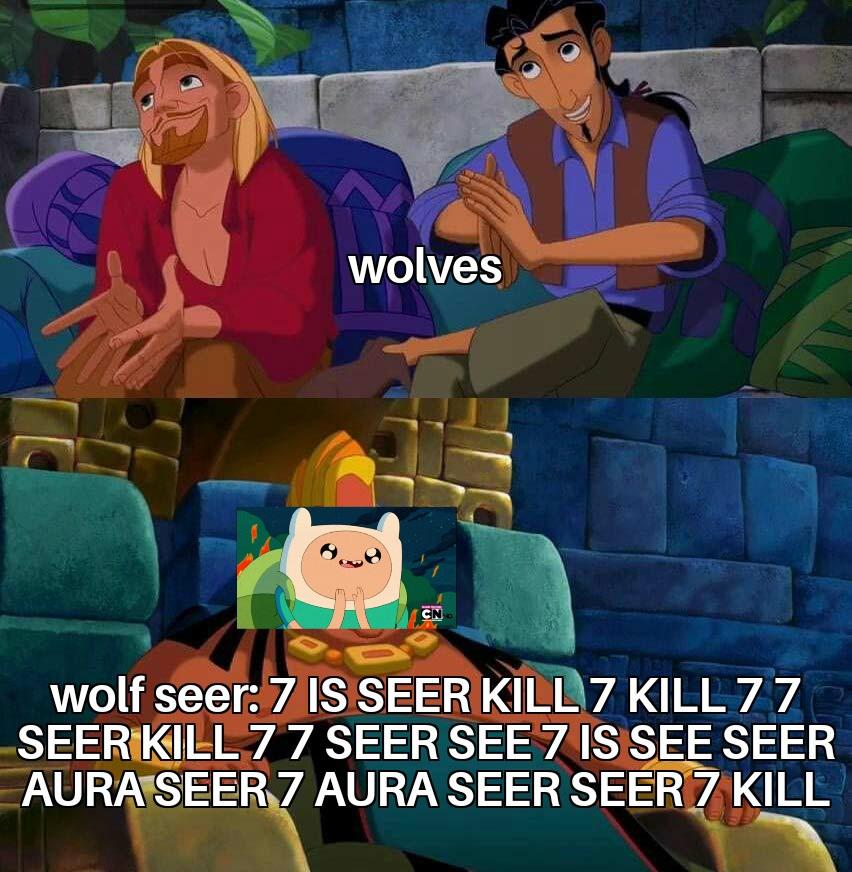 wolves
CN
wolf seer: 7 IS SEER KILL 7 KILL 7 7
SEER KILL 7 7 SEER SEE 7 IS SEE SEER
AURA SEER 7 AURA SEER SEER 7 KILL